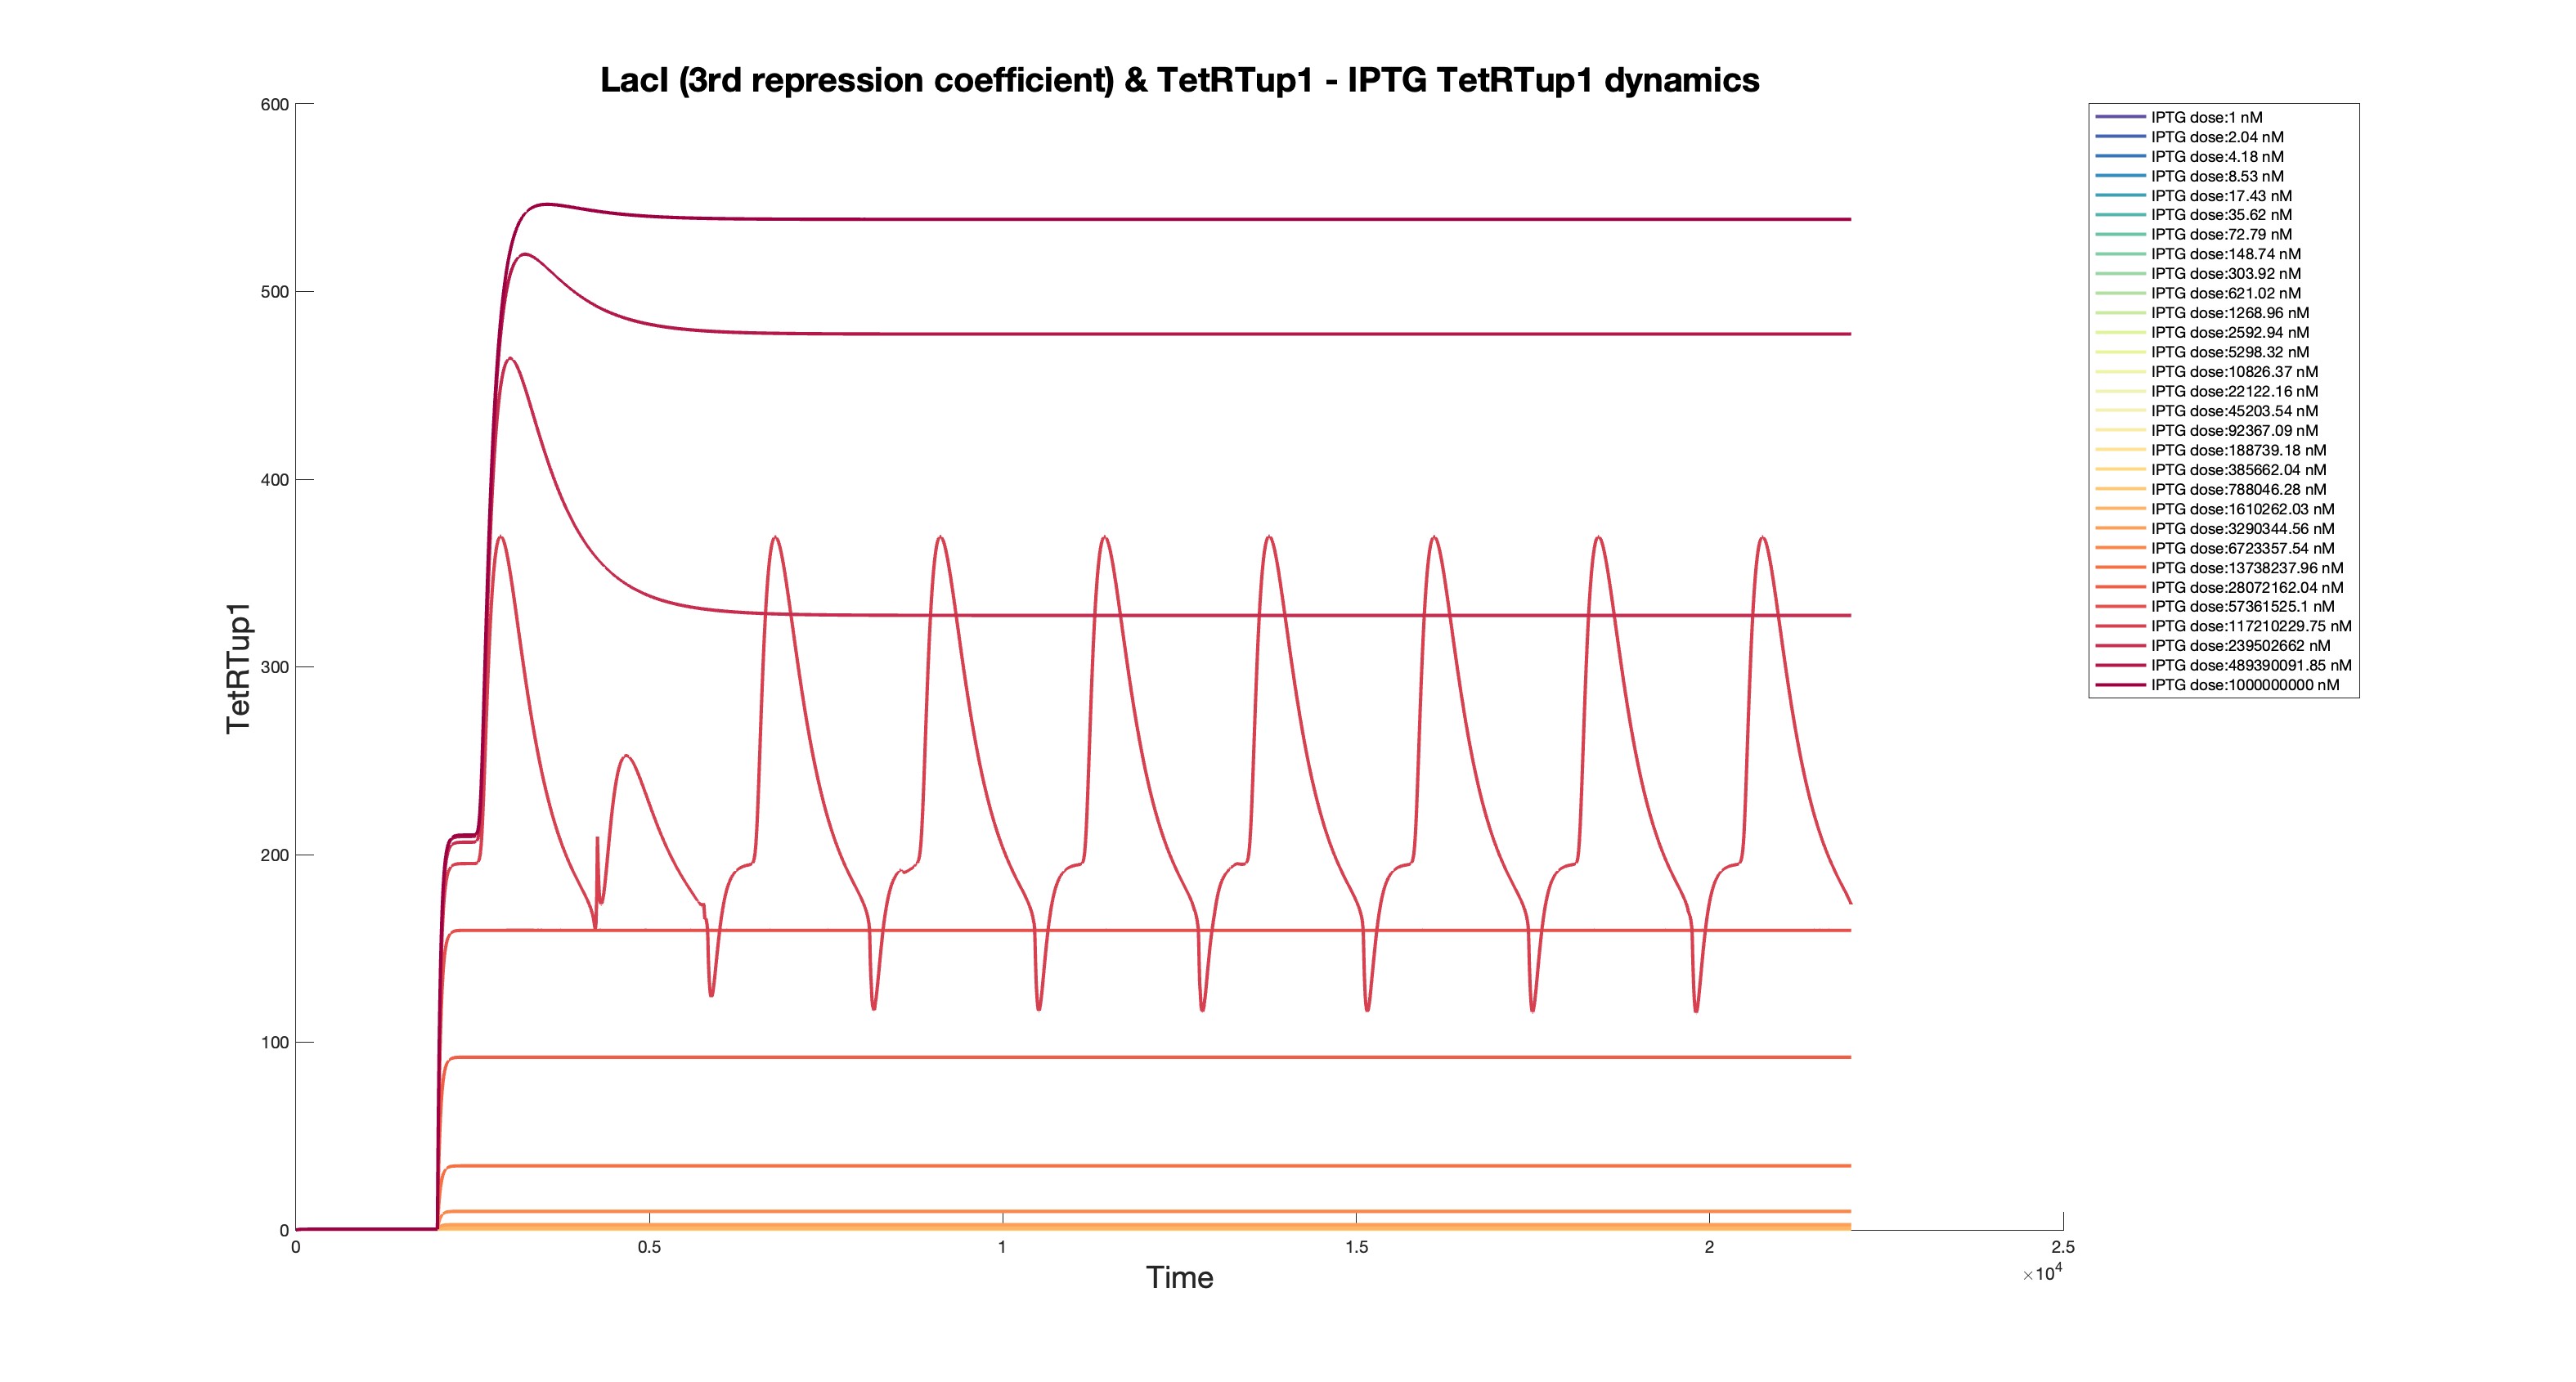 LacI (3rd repression coefficient) & TetRTup1 - IPTG TetRTup1 dynamics
600
500
400
300
200
100
0
TetRTup1
0
0.5
1
1.5
2
2.5
×10^4
Time
IPTG dose:1 nM
IPTG dose:2.04 nM
IPTG dose:4.18 nM
IPTG dose:8.53 nM
IPTG dose:17.43 nM
IPTG dose:35.62 nM
IPTG dose:72.79 nM
IPTG dose:148.74 nM
IPTG dose:303.92 nM
IPTG dose:621.02 nM
IPTG dose:1268.96 nM
IPTG dose:2592.94 nM
IPTG dose:5298.32 nM
IPTG dose:10826.37 nM
IPTG dose:22122.16 nM
IPTG dose:45203.54 nM
IPTG dose:92367.09 nM
IPTG dose:188739.18 nM
IPTG dose:385662.04 nM
IPTG dose:788046.28 nM
IPTG dose:1610262.03 nM
IPTG dose:3290344.56 nM
IPTG dose:6723357.54 nM
IPTG dose:13738237.96 nM
IPTG dose:28072162.04 nM
IPTG dose:57361525.1 nM
IPTG dose:117210229.75 nM
IPTG dose:239502662 nM
IPTG dose:489390091.85 nM
IPTG dose:1000000000 nM